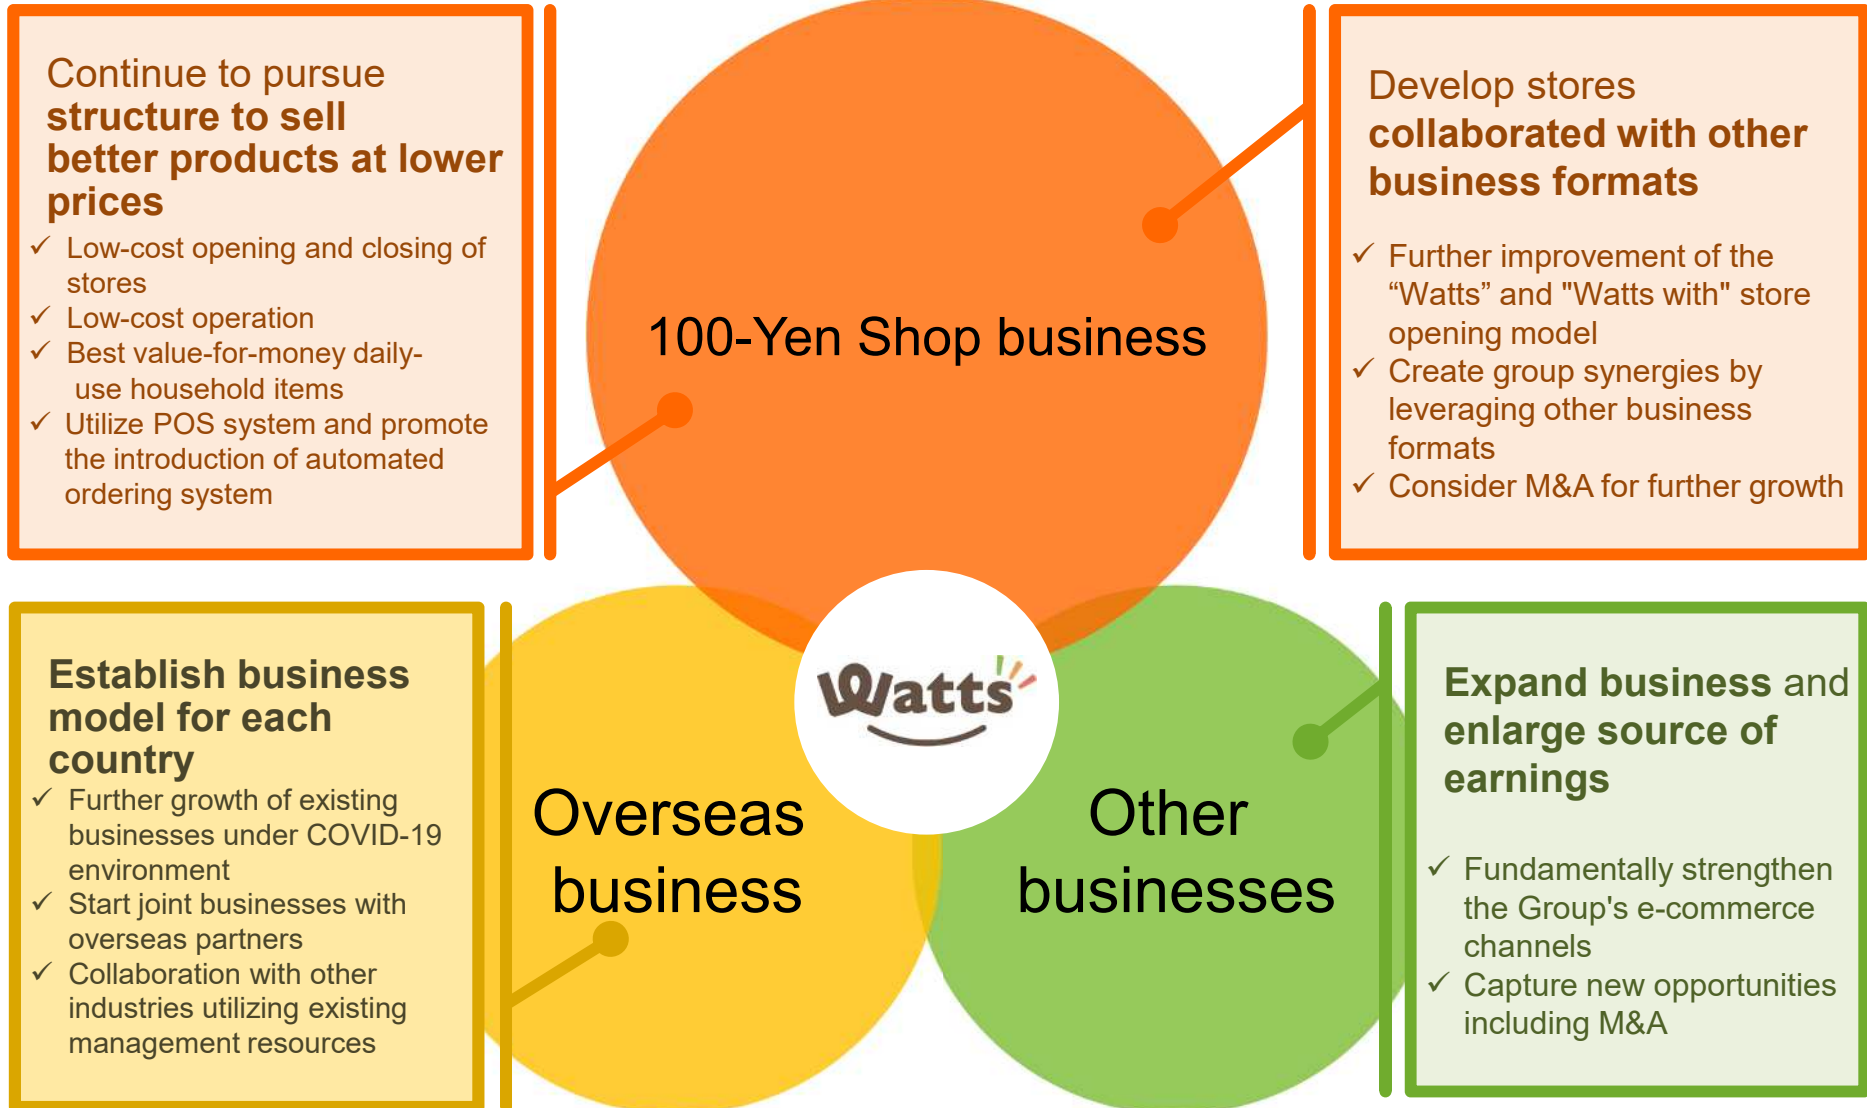 Continue to pursue
structure to sell
better products at lower
prices
✓ Low-cost opening and closing of
stores
✓ Low-cost operation
✓ Best value-for-money daily-
use household items
✓ Utilize POS system and promote
the introduction of automated
ordering system
100-Yen Shop business
Develop stores
collaborated with other
business formats
✓ Further improvement of the
“Watts” and "Watts with" store
opening model
✓ Create group synergies by
leveraging other business
formats
✓ Consider M&A for further growth
Establish business
model for each
country
✓ Further growth of existing
businesses under COVID-19
environment
✓ Start joint businesses with
overseas partners
✓ Collaboration with other
industries utilizing existing
management resources
Overseas
business
Watts
Other
businesses
Expand business and
enlarge source of
earnings
✓ Fundamentally strengthen
the Group's e-commerce
channels
✓ Capture new opportunities
including M&A